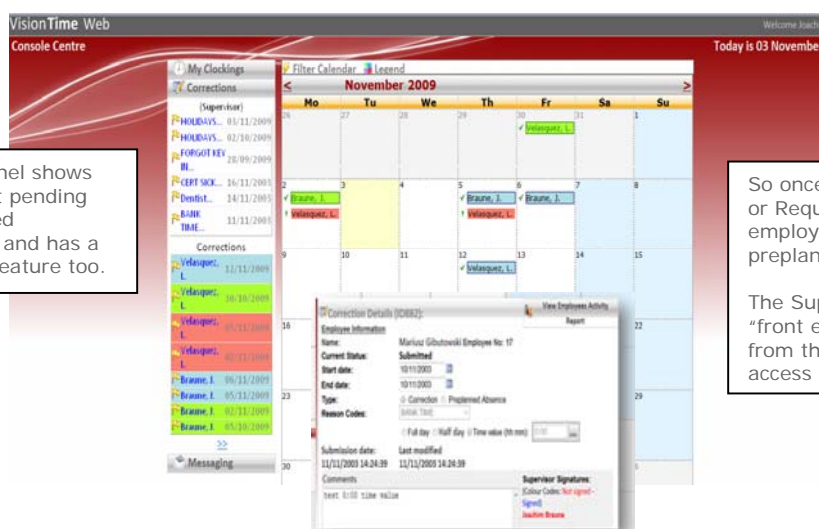 VisionTime Web
Welcome Joach
Console Centre
Today is 03 Novembe
My Clockings
Corrections
(Supervisor)
HOLIDAYS... 03/11/2009
HOLIDAYS... 02/10/2009
FORGOT KEY IN... 28/09/2009
CERT SICK... 16/11/2003
Dentist... 14/11/2003
BANK TIME... 11/11/2003
Corrections
Velasquez, L. 12/11/2009
Velasquez, L. 30/10/2009
Velasquez, L. 05/11/2009
Velasquez, L. 02/11/2009
Braune, J. 06/11/2009
Braune, J. 05/11/2009
Braune, J. 02/11/2009
Braune, J. 05/10/2009
>>
Messaging
nel shows
t pending
ed
and has a
eature too.
Filter Calendar Legend
< November 2009 >
Mo Tu We Th Fr Sa Su
26 27 28 29 30 31 1
Velasquez, L.
2 3 4 5 6 7 8
Braune, J. Braune, J. Braune, J.
Velasquez, L. Velasquez, L.
9 10 11 12 13 14 15
Velasquez, L.
16 22
23 29
30
Correction Details (ID862):
View Employees Activity
Report
Employee Information
Name: Mariusz Gibutowski Employee No: 17
Current Status: Submitted
Start date: 10/11/2003
End date: 10/11/2003
Type: Correction Preplanned Absence
Reason Codes: BANK TIME
Full day Half day Time value (hh:mm): 0:00
Submission date: Last modified
11/11/2003 14:24:39 11/11/2003 14:24:39
Comments
test 0:00 time value
Supervisor Signatures:
(Colour Codes: Not signed -
Signed)
Joachim Braune
So once
or Requ
employ
preplan
The Sup
"front e
from th
access